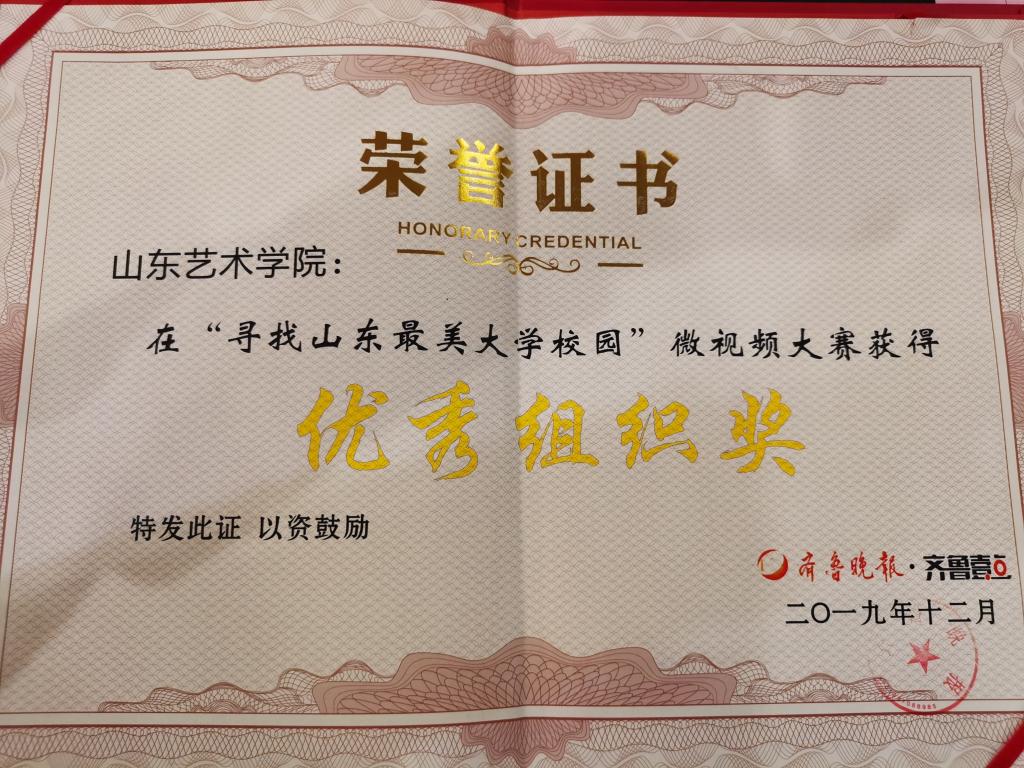 荣誉证书
HONORARY CREDENTIAL
山东艺术学院：
在“寻找山东最美大学校园”微视频大赛获得
优秀组织奖
特发此证 以资鼓励
齐鲁晚报·齐鲁壹点
二〇一九年十二月
晚报